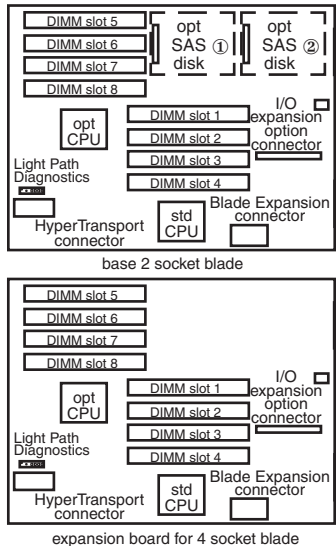 DIMM slot 5
DIMM slot 6
DIMM slot 7
DIMM slot 8
opt
SAS ①
disk
opt
SAS ②
disk
opt
CPU
DIMM slot 1
DIMM slot 2
DIMM slot 3
DIMM slot 4
I/O
expansion
option
connector
Light Path
Diagnostics
HyperTransport
connector
std
CPU
Blade Expansion
connector
base 2 socket blade
DIMM slot 5
DIMM slot 6
DIMM slot 7
DIMM slot 8
opt
CPU
DIMM slot 1
DIMM slot 2
DIMM slot 3
DIMM slot 4
I/O
expansion
option
connector
Light Path
Diagnostics
HyperTransport
connector
std
CPU
Blade Expansion
connector
expansion board for 4 socket blade